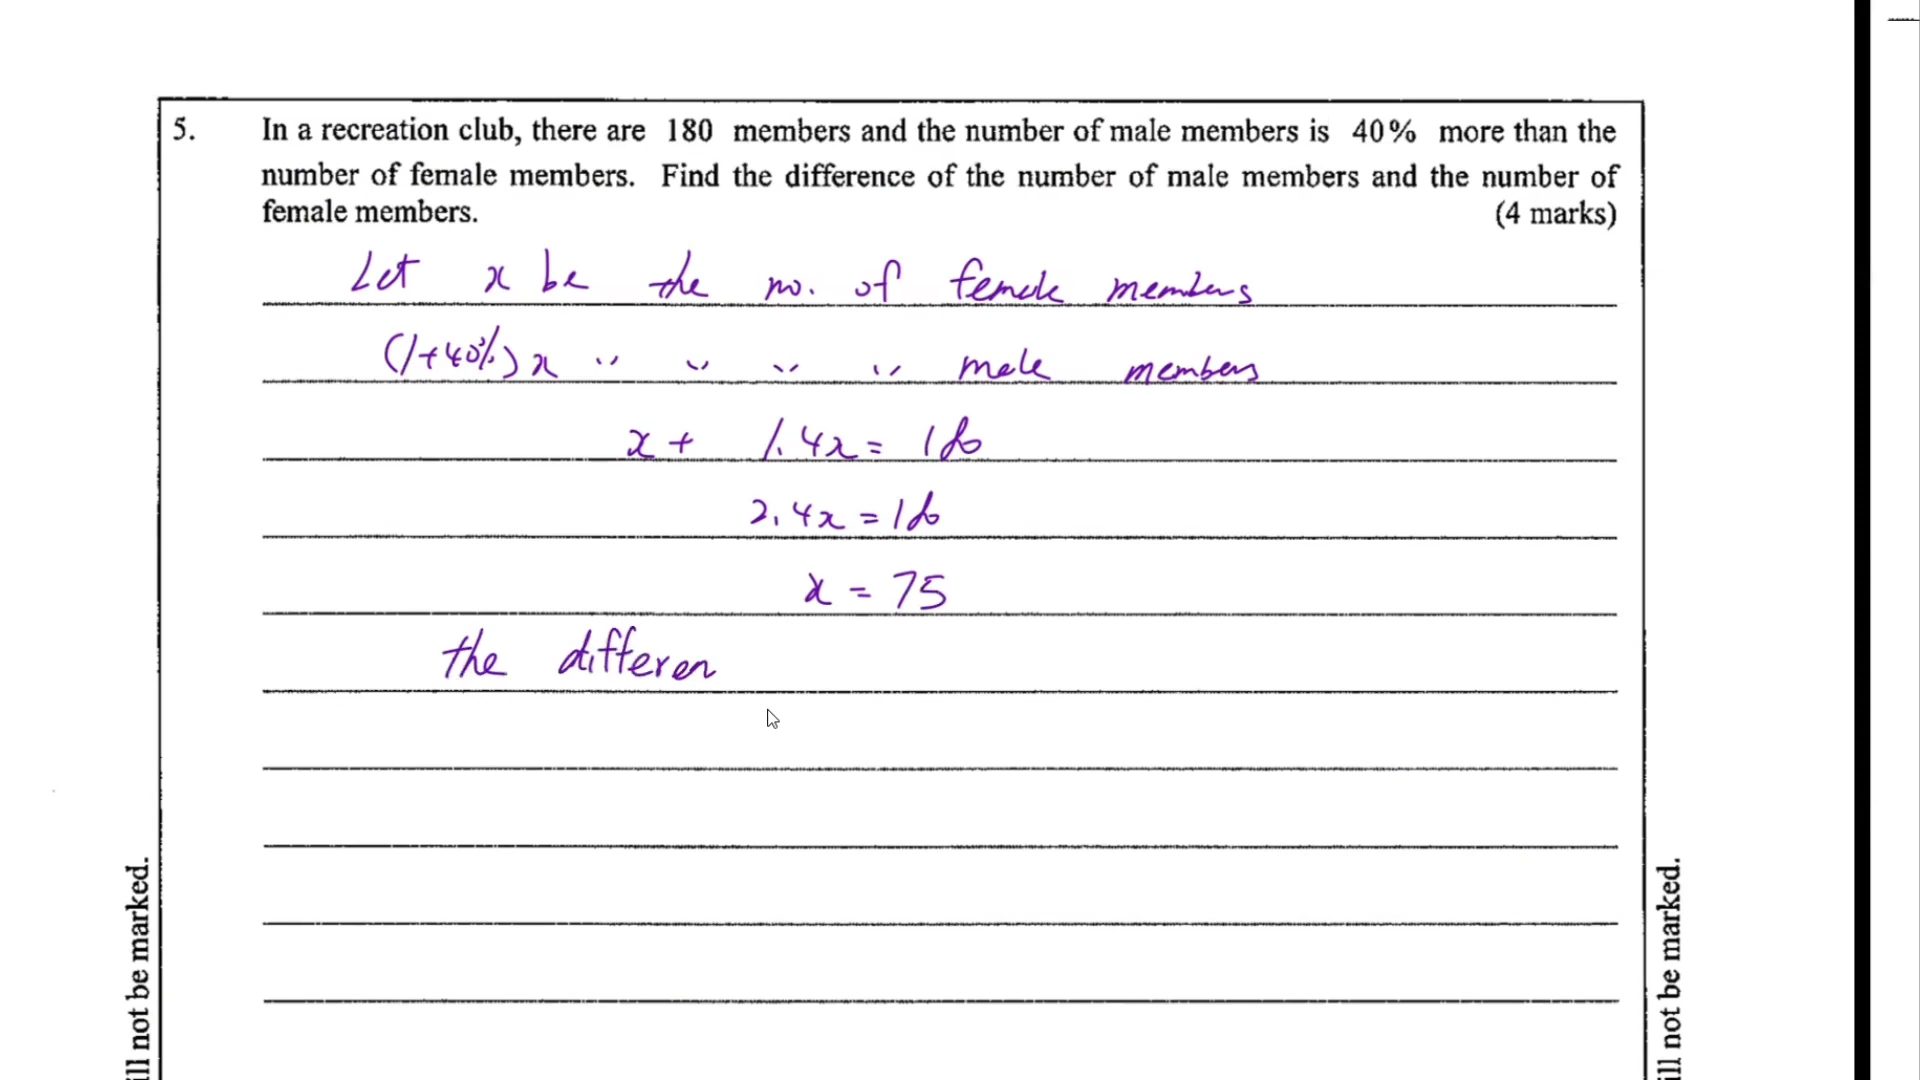 5. In a recreation club, there are 180 members and the number of male members is 40% more than the
number of female members. Find the difference of the number of male members and the number of
female members. (4 marks)
Let x be the no. of female members
(1+40%)x " " " " male members
x + 1.4x = 180
2.4x = 180
x = 75
the differen
ill not be marked.
ill not be marked.